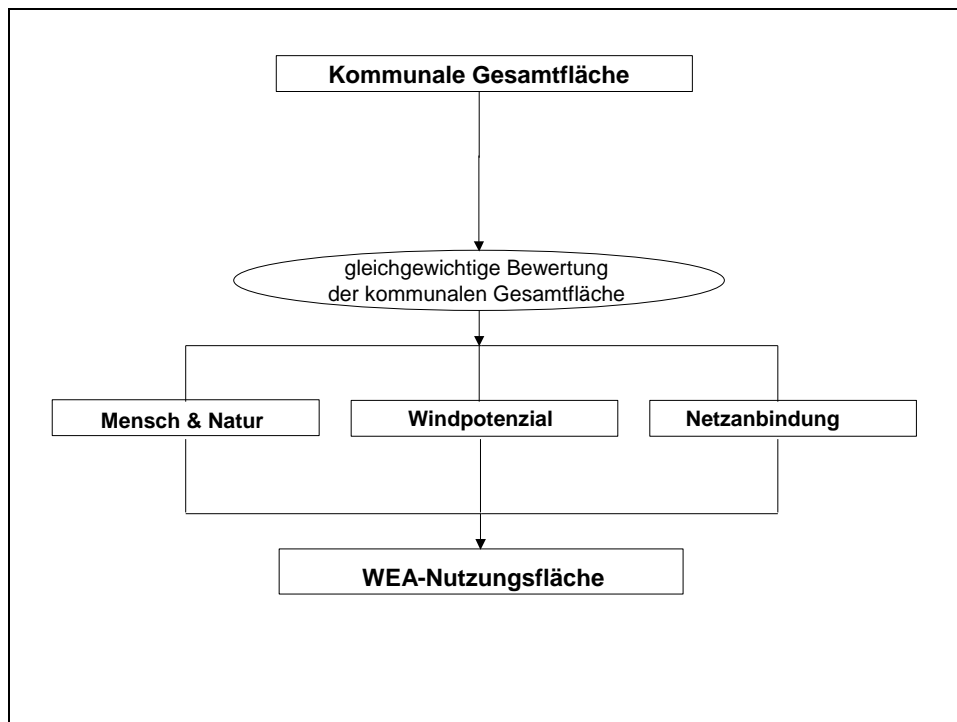 Kommunale Gesamtfläche
gleichgewichtige Bewertung
der kommunalen Gesamtfläche
Mensch & Natur
Windpotenzial
Netzanbindung
WEA-Nutzungsfläche